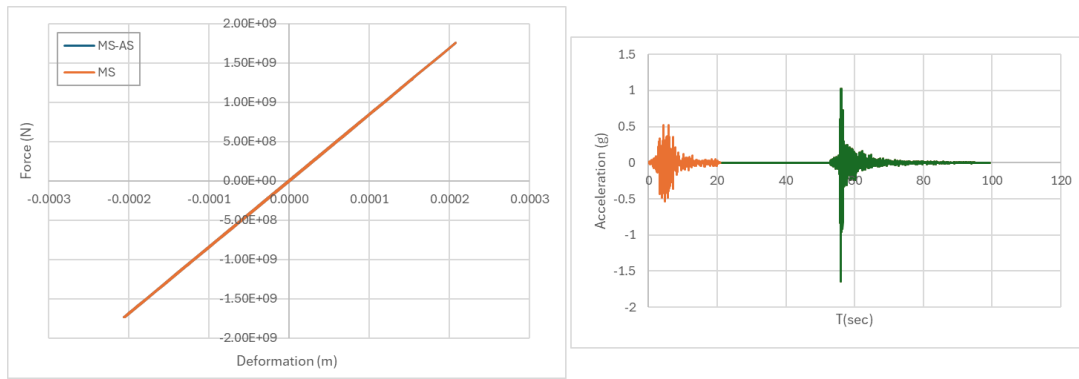 2.00E+09
MS-AS
1.50E+09
MS
1.00E+09
5.00E+08
Force (N)
0.00E+00
-0.0003 -0.0002 -0.0001 0.0000 0.0001 0.0002 0.0003
-5.00E+08
-1.00E+09
-1.50E+09
-2.00E+09
Deformation (m)
1.5
1
0.5
0
-0.5
-1
-1.5
-2
Acceleration (g)
0 20 40 60 80 100 120
T(sec)